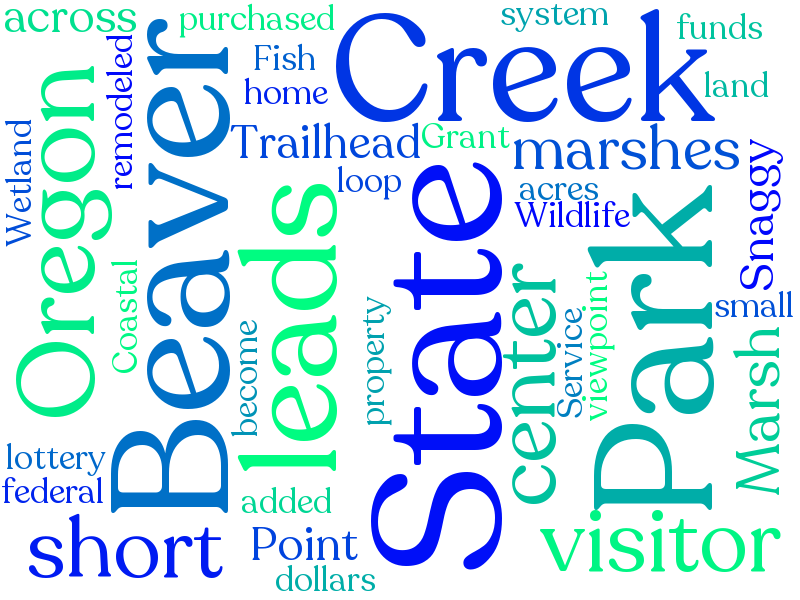 across
purchased
system
funds
remodeled
Fish
home
Creek
land
Oregon
Beaver
Trailhead
Grant
marshes
Wetland
loop
acres
Wildlife
Snaggy
leads
State
Park
Coastal
become
property
center
Service
viewpoint
small
Marsh
lottery
federal
added
short
Point
dollars
visitor